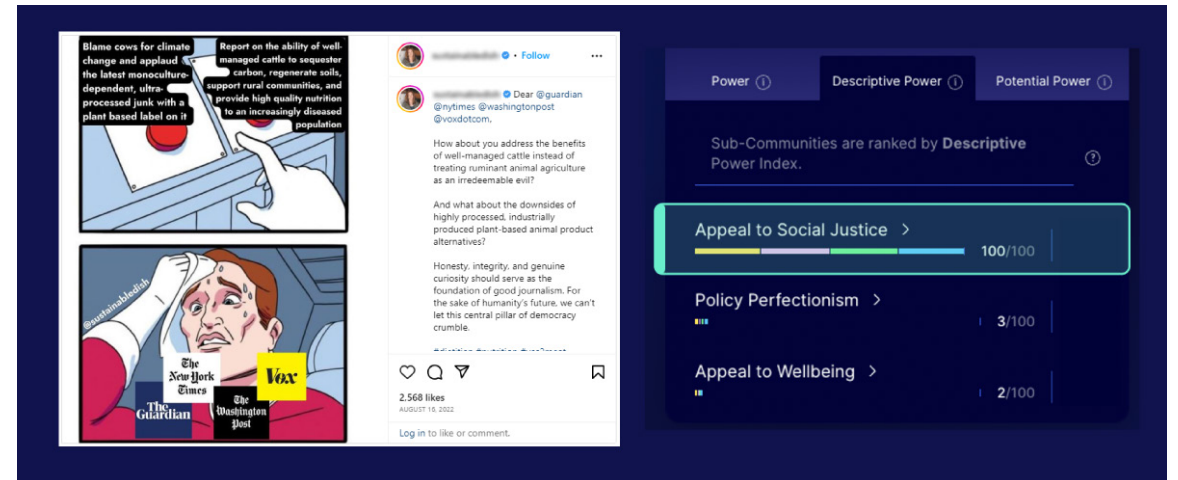 Blame cows for climate
change and applaud
the latest monoculture-
dependent, ultra-
processed junk with a
plant based label on it
Report on the ability of well-
managed cattle to sequester
carbon, regenerate soils,
support rural communities, and
provide high quality nutrition
to an increasingly diseased
population
@sustainabledish
The
New York
Times
Vox
The
Guardian
The
Washington
Post
• Follow
...
Dear @guardian
@nytimes @washingtonpost
@voxdotcom,
How about you address the benefits
of well-managed cattle instead of
treating ruminant animal agriculture
as an irredeemable evil?
And what about the downsides of
highly processed, industrially
produced plant-based animal product
alternatives?
Honesty, integrity, and genuine
curiosity should serve as the
foundation of good journalism. For
the sake of humanity's future, we can't
let this central pillar of democracy
crumble.
2.568 likes
AUGUST 16, 2022
Log in to like or comment.
Power
Descriptive Power
Potential Power
Sub-Communities are ranked by Descriptive
Power Index.
Appeal to Social Justice >
100/100
Policy Perfectionism >
3/100
Appeal to Wellbeing >
2/100